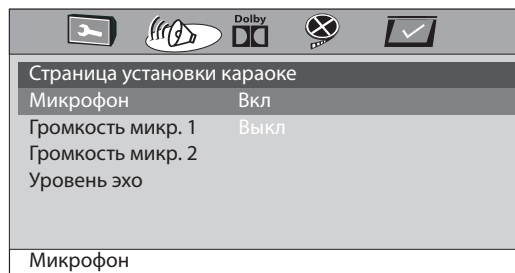 Dolby
Страница установки караоке
Микрофон Вкл
Громкость микр. 1 Выкл
Громкость микр. 2
Уровень эхо
Микрофон